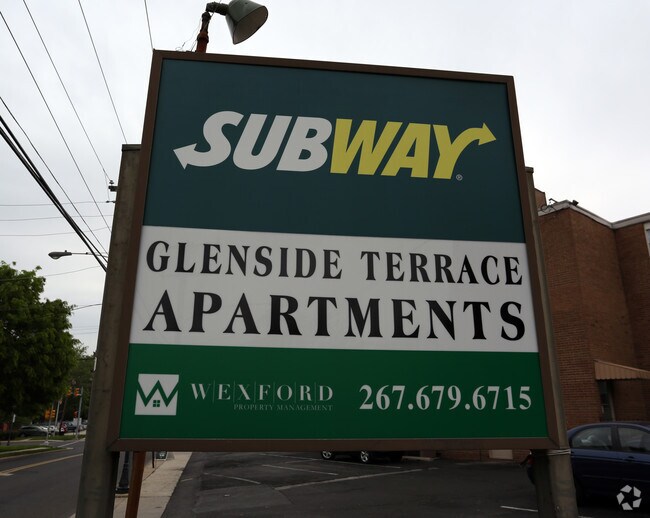 SUBWAY®
GLENSIDE TERRACE
APARTMENTS
W WEXFORD 267.679.6715
PROPERTY MANAGEMENT